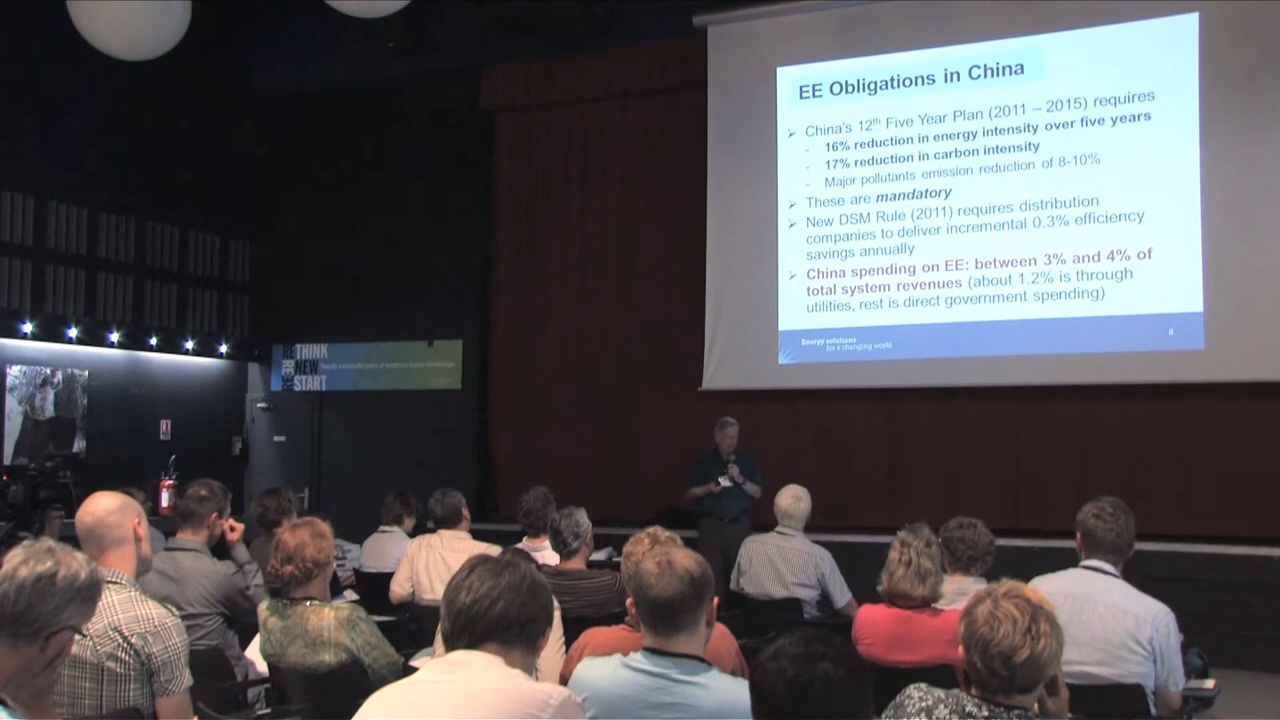 EE Obligations in China
➢ China's 12th Five Year Plan (2011 – 2015) requires
- 16% reduction in energy intensity over five years
- 17% reduction in carbon intensity
- Major pollutants emission reduction of 8-10%
➢ These are mandatory
➢ New DSM Rule (2011) requires distribution
companies to deliver incremental 0.3% efficiency
savings annually
➢ China spending on EE: between 3% and 4% of
total system revenues (about 1.2% is through
utilities, rest is direct government spending)
Energy solutions
for a changing world
8
RETHINK
RENEW
RESTART